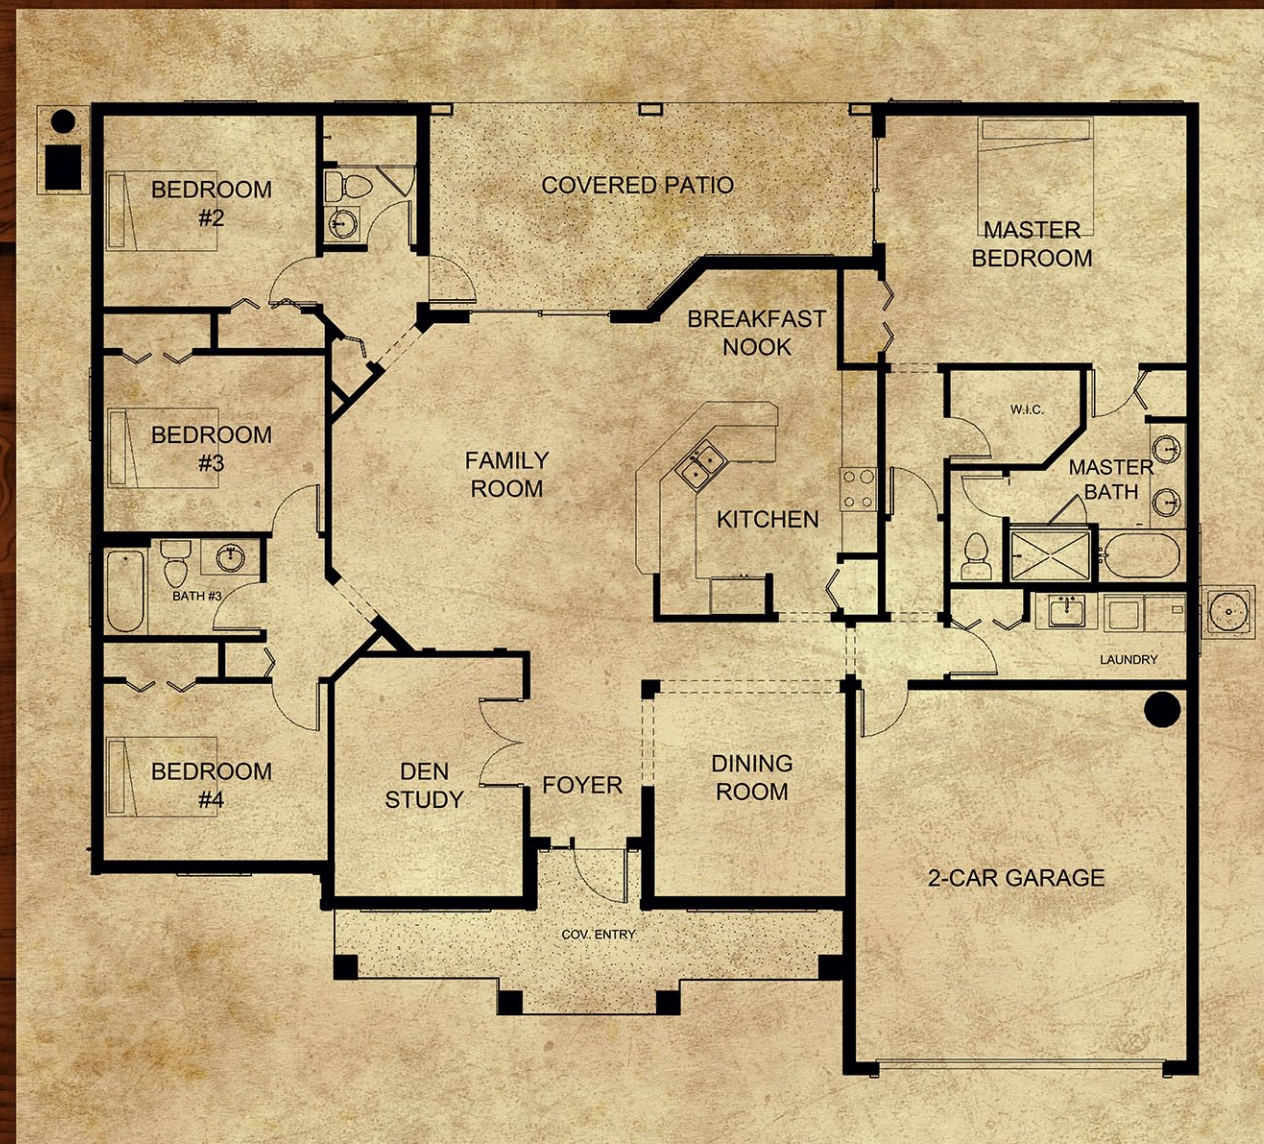 BEDROOM
#2
COVERED PATIO
MASTER
BEDROOM
BREAKFAST
NOOK
W.I.C.
BEDROOM
#3
FAMILY
ROOM
MASTER
BATH
KITCHEN
BATH #3
LAUNDRY
BEDROOM
#4
DEN
STUDY
FOYER
DINING
ROOM
2-CAR GARAGE
COV. ENTRY